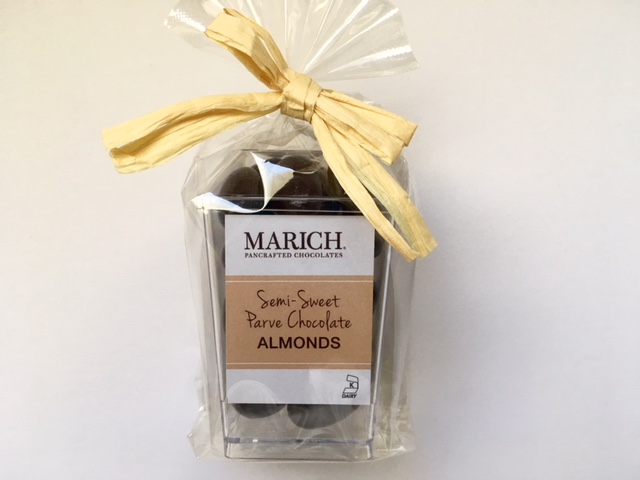 MARICH®
PANCRAFTED CHOCOLATES
Semi-Sweet
Parve Chocolate
ALMONDS
K
DAIRY